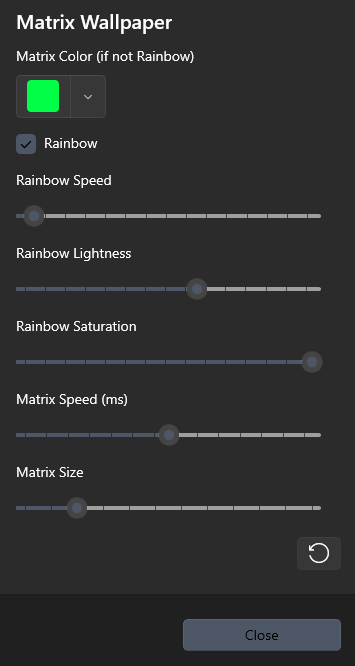 Matrix Wallpaper
Matrix Color (if not Rainbow)
Rainbow
Rainbow Speed
Rainbow Lightness
Rainbow Saturation
Matrix Speed (ms)
Matrix Size
Close